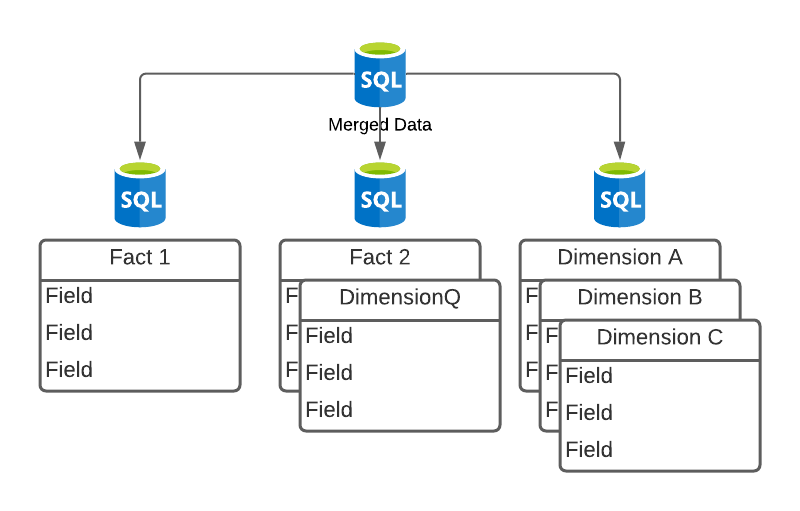 SQL
Merged Data
SQL
SQL
SQL
Fact 1
Field
Field
Field
Fact 2
F
F
F
DimensionQ
Field
Field
Field
Dimension A
F
F
F
Dimension B
F
F
F
Dimension C
Field
Field
Field